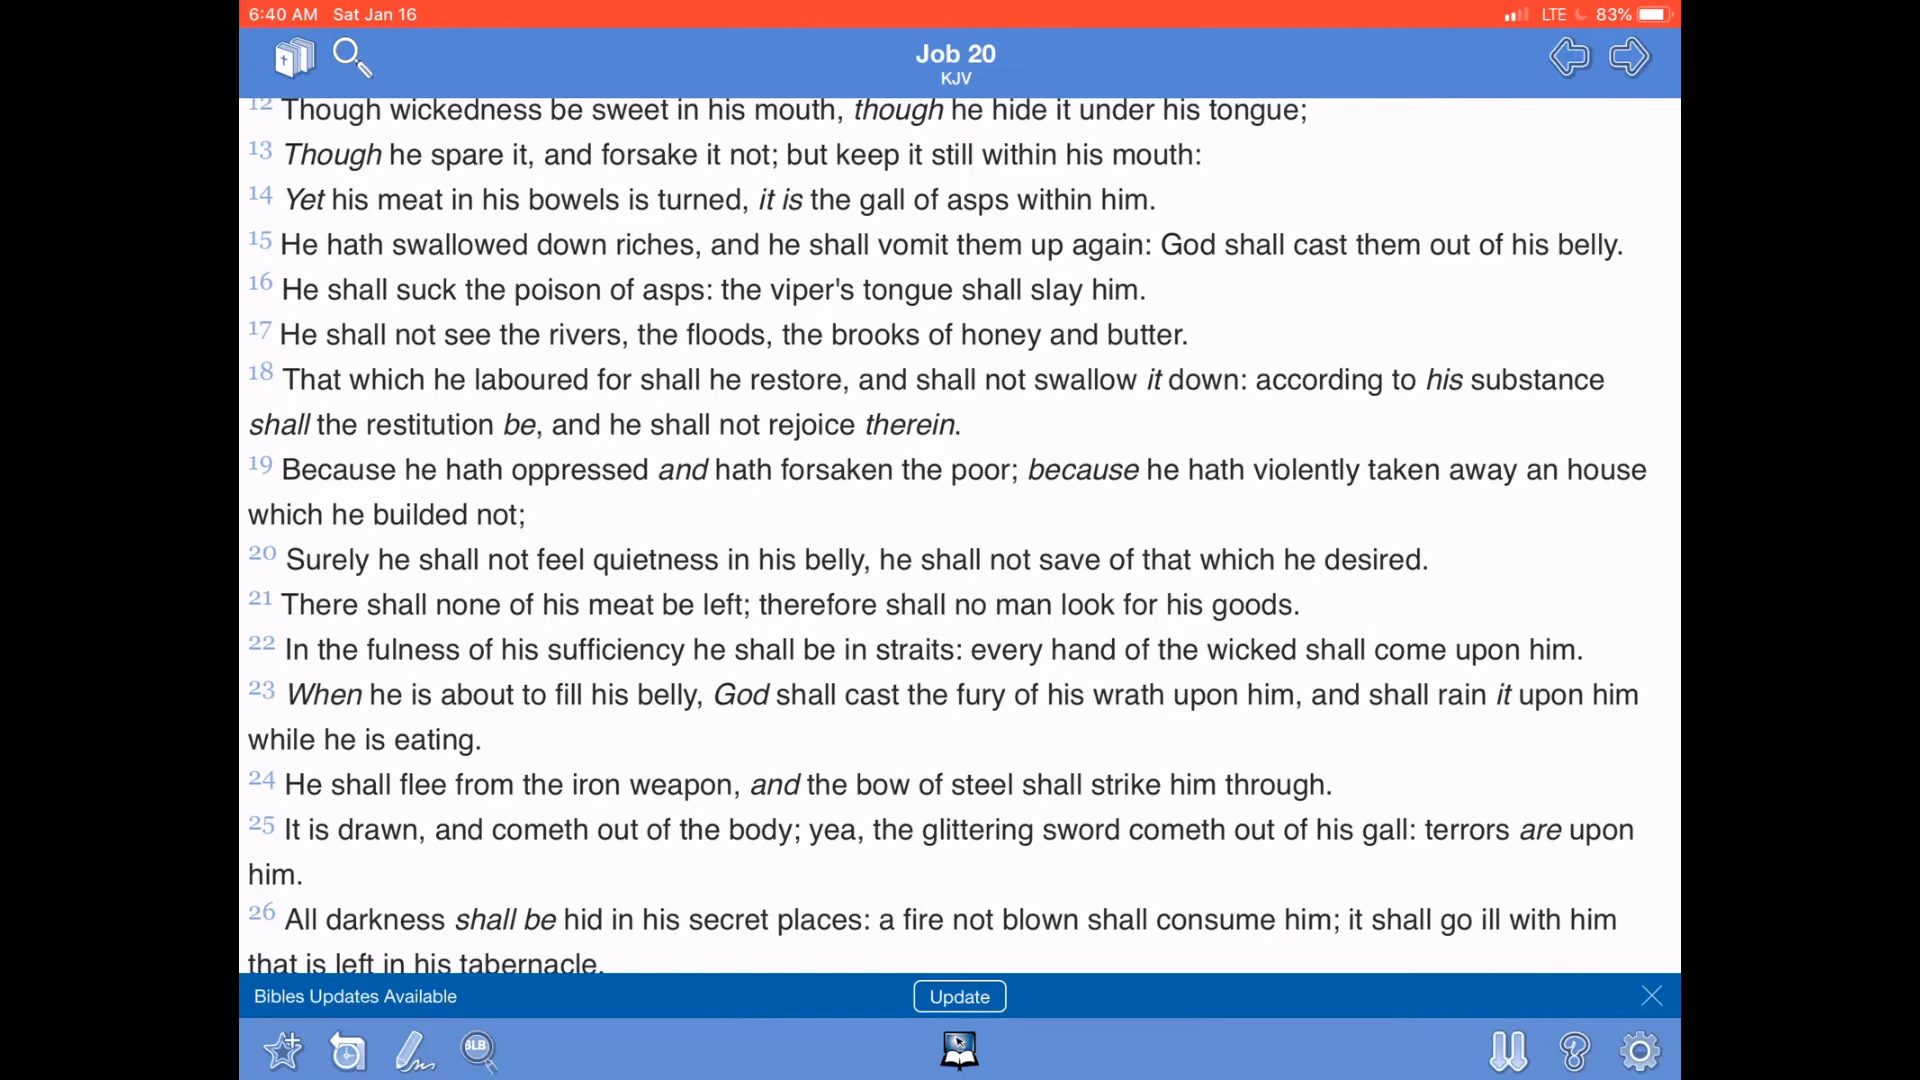 6:40 AM Sat Jan 16 LTE 83%
Job 20
KJV
12 Though wickedness be sweet in his mouth, though he hide it under his tongue;
13 Though he spare it, and forsake it not; but keep it still within his mouth:
14 Yet his meat in his bowels is turned, it is the gall of asps within him.
15 He hath swallowed down riches, and he shall vomit them up again: God shall cast them out of his belly.
16 He shall suck the poison of asps: the viper's tongue shall slay him.
17 He shall not see the rivers, the floods, the brooks of honey and butter.
18 That which he laboured for shall he restore, and shall not swallow it down: according to his substance
shall the restitution be, and he shall not rejoice therein.
19 Because he hath oppressed and hath forsaken the poor; because he hath violently taken away an house
which he builded not;
20 Surely he shall not feel quietness in his belly, he shall not save of that which he desired.
21 There shall none of his meat be left; therefore shall no man look for his goods.
22 In the fulness of his sufficiency he shall be in straits: every hand of the wicked shall come upon him.
23 When he is about to fill his belly, God shall cast the fury of his wrath upon him, and shall rain it upon him
while he is eating.
24 He shall flee from the iron weapon, and the bow of steel shall strike him through.
25 It is drawn, and cometh out of the body; yea, the glittering sword cometh out of his gall: terrors are upon
him.
26 All darkness shall be hid in his secret places: a fire not blown shall consume him; it shall go ill with him
that is left in his tabernacle.
Bibles Updates Available
Update
BLB